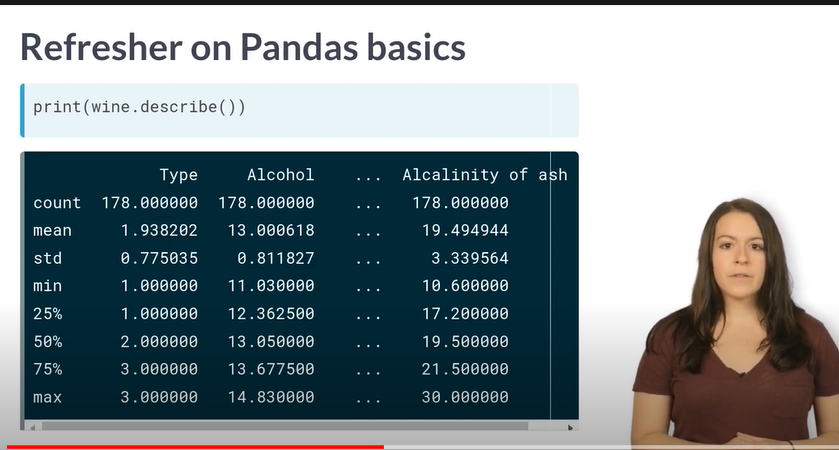 Refresher on Pandas basics
print(wine.describe())
Type Alcohol ... Alcalinity of ash
count 178.000000 178.000000 ... 178.000000
mean 1.938202 13.000618 ... 19.494944
std 0.775035 0.811827 ... 3.339564
min 1.000000 11.030000 ... 10.600000
25% 1.000000 12.362500 ... 17.200000
50% 2.000000 13.050000 ... 19.500000
75% 3.000000 13.677500 ... 21.500000
max 3.000000 14.830000 ... 30.000000